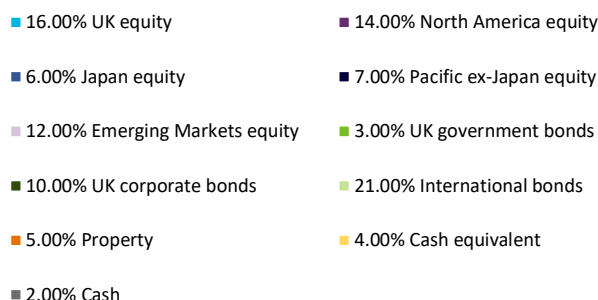 16.00% UK equity
14.00% North America equity
6.00% Japan equity
7.00% Pacific ex-Japan equity
12.00% Emerging Markets equity
3.00% UK government bonds
10.00% UK corporate bonds
21.00% International bonds
5.00% Property
4.00% Cash equivalent
2.00% Cash